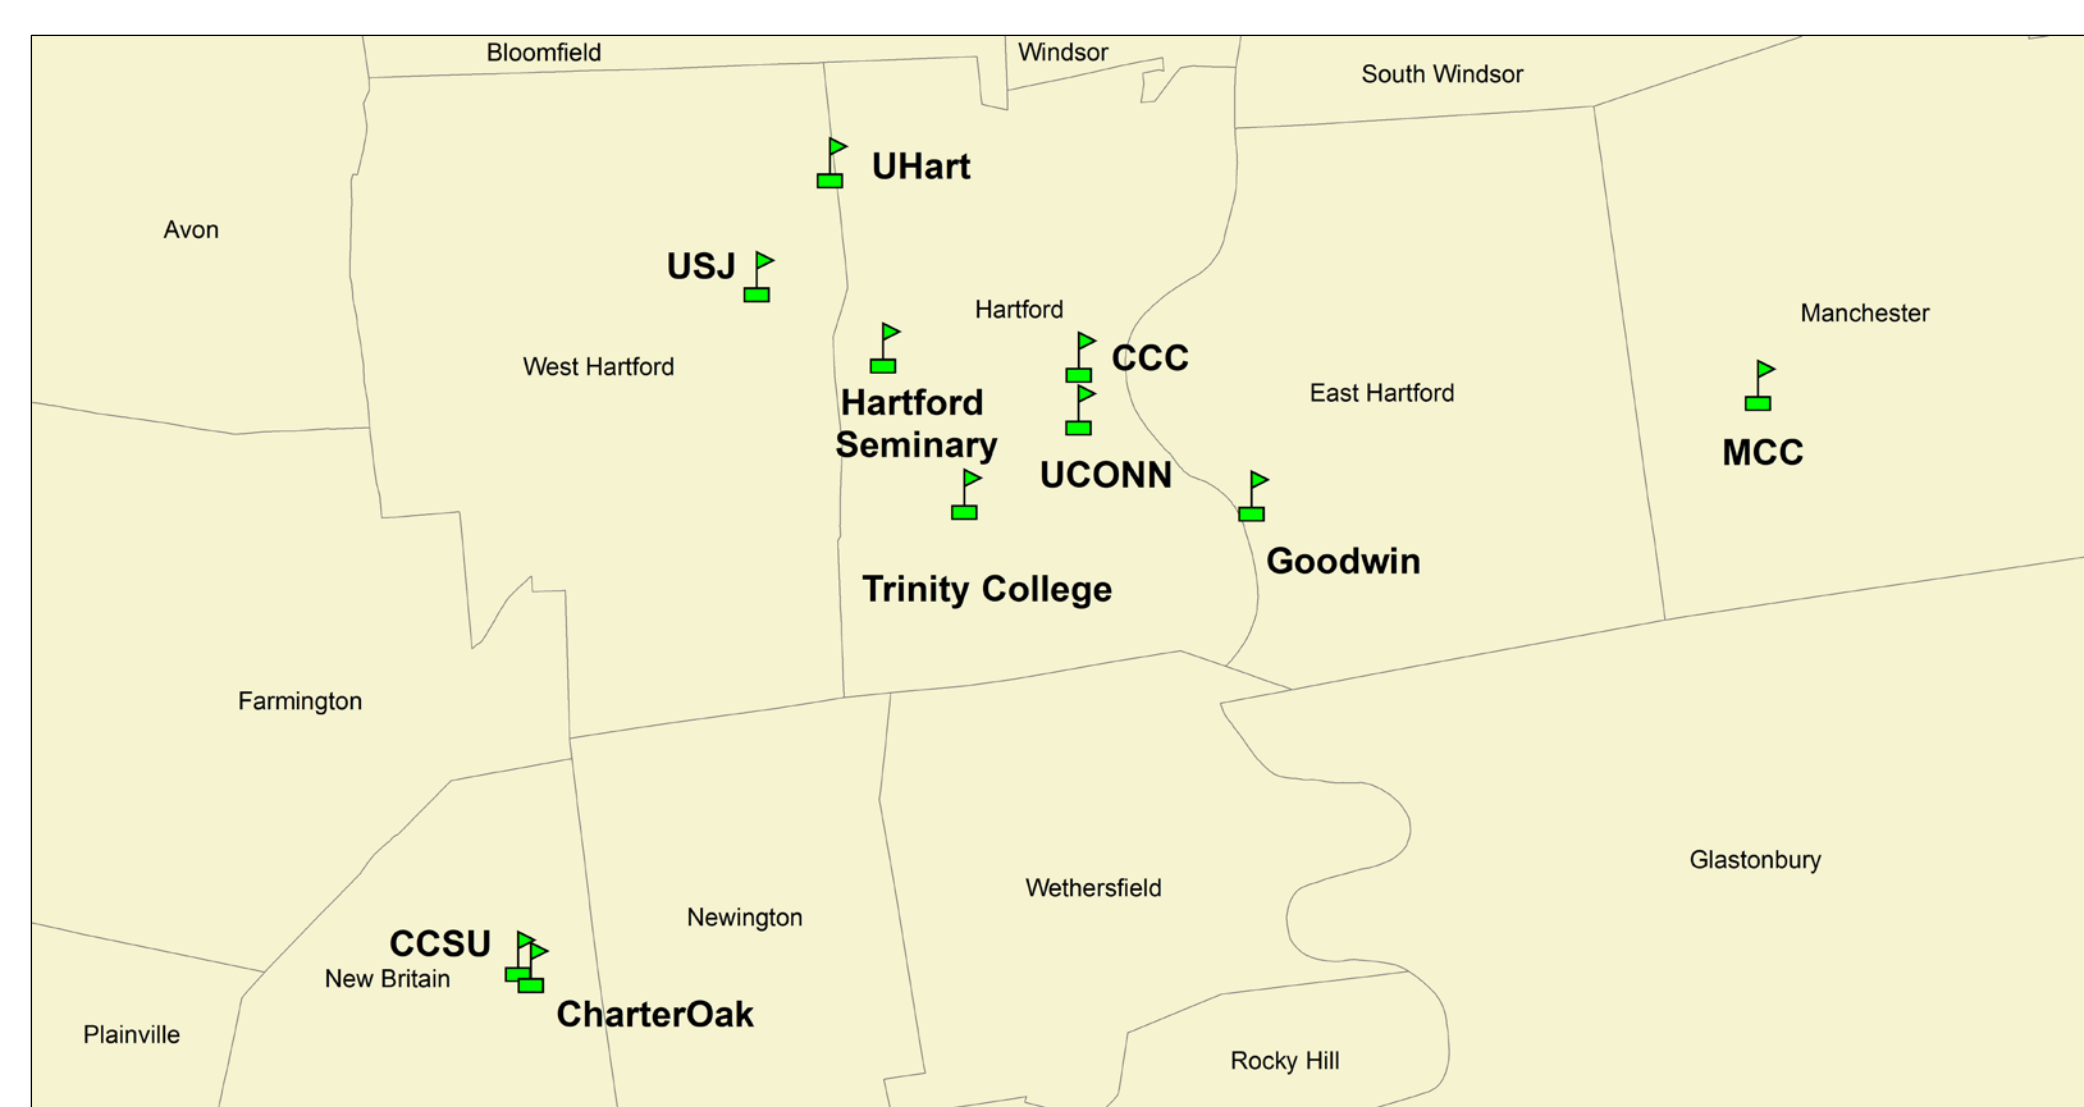 Bloomfield
Windsor
South Windsor
UHart
Avon
USJ
Hartford
Manchester
CCC
West Hartford
East Hartford
Hartford
Seminary
MCC
UCONN
Goodwin
Trinity College
Farmington
Glastonbury
Wethersfield
Newington
CCSU
New Britain
CharterOak
Plainville
Rocky Hill